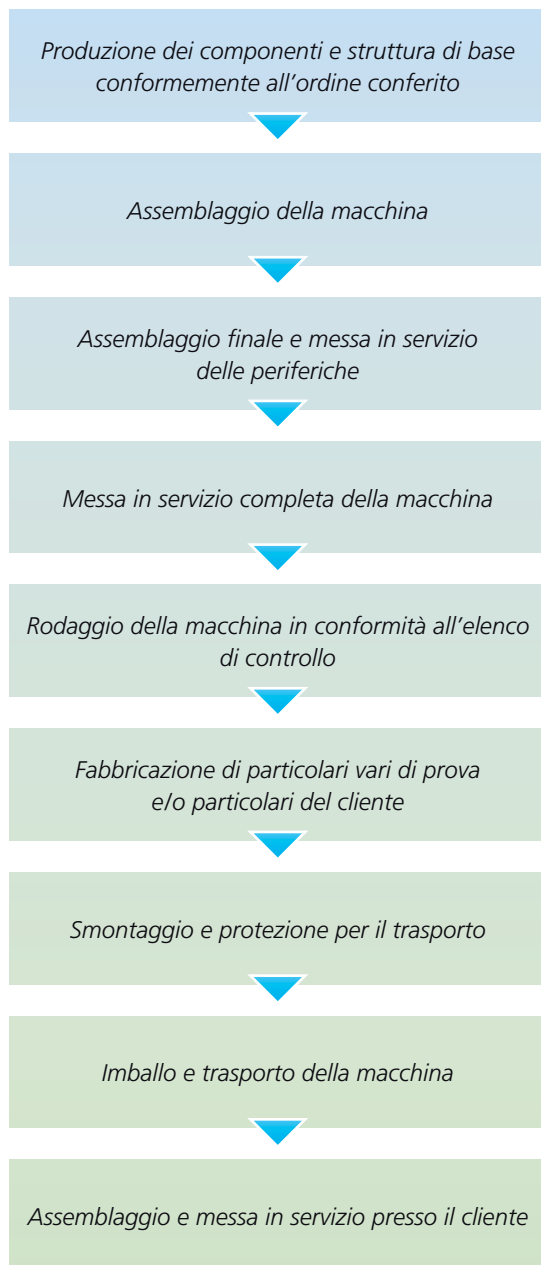 Produzione dei componenti e struttura di base
conformemente all’ordine conferito
Assemblaggio della macchina
Assemblaggio finale e messa in servizio
delle periferiche
Messa in servizio completa della macchina
Rodaggio della macchina in conformità all’elenco
di controllo
Fabbricazione di particolari vari di prova
e/o particolari del cliente
Smontaggio e protezione per il trasporto
Imballo e trasporto della macchina
Assemblaggio e messa in servizio presso il cliente